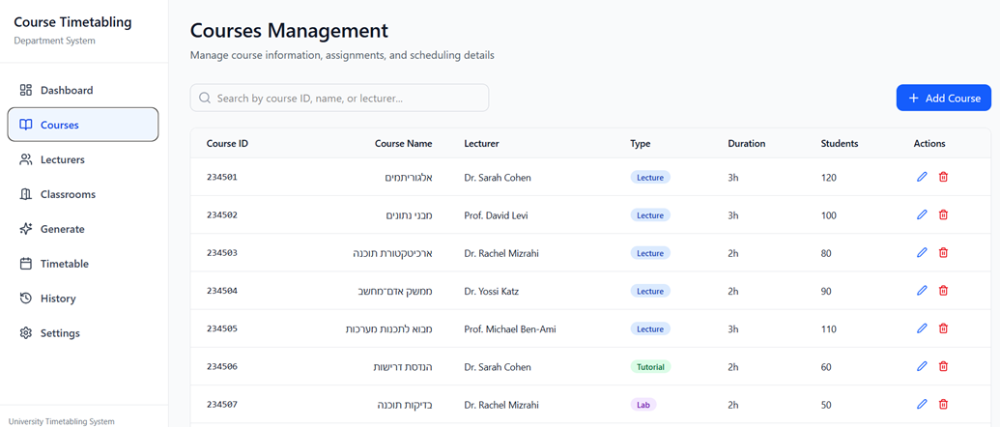 Course Timetabling
Department System
Dashboard
Courses
Lecturers
Classrooms
Generate
Timetable
History
Settings
University Timetabling System
Courses Management
Manage course information, assignments, and scheduling details
Search by course ID, name, or lecturer...
+ Add Course
Course ID Course Name Lecturer Type Duration Students Actions
234501 אלגוריתמים Dr. Sarah Cohen Lecture 3h 120
234502 מבני נתונים Prof. David Levi Lecture 3h 100
234503 ארכיטקטורת תוכנה Dr. Rachel Mizrahi Lecture 2h 80
234504 ממשק אדם־מחשב Dr. Yossi Katz Lecture 2h 90
234505 מבוא לתכנות מערכות Prof. Michael Ben-Ami Lecture 3h 110
234506 הנדסת דרישות Dr. Sarah Cohen Tutorial 2h 60
234507 בדיקות תוכנה Dr. Rachel Mizrahi Lab 2h 50